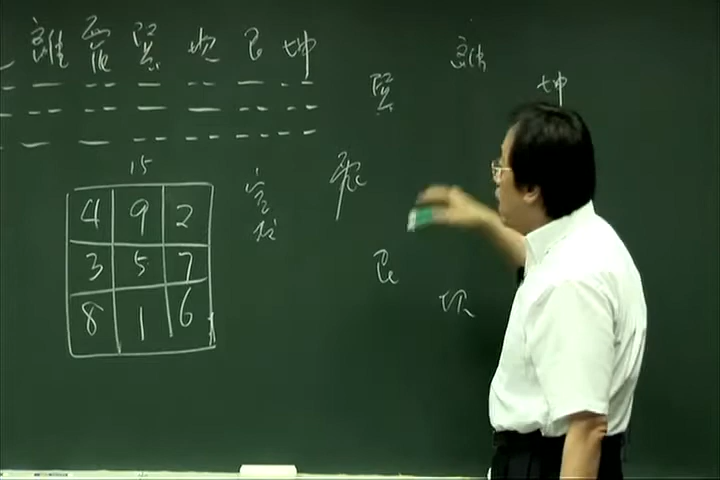 離 震 巽 坎 艮 坤
離
坤
巽
15
4 9 2
震
3 5 7
艮
8 1 6
坎